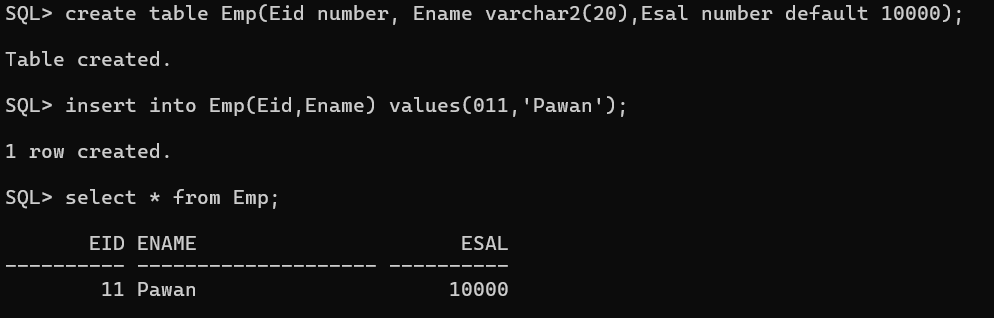 SQL> create table Emp(Eid number, Ename varchar2(20),Esal number default 10000);
Table created.
SQL> insert into Emp(Eid,Ename) values(011,'Pawan');
1 row created.
SQL> select * from Emp;
       EID ENAME                      ESAL
---------- -------------------- ----------
        11 Pawan                     10000